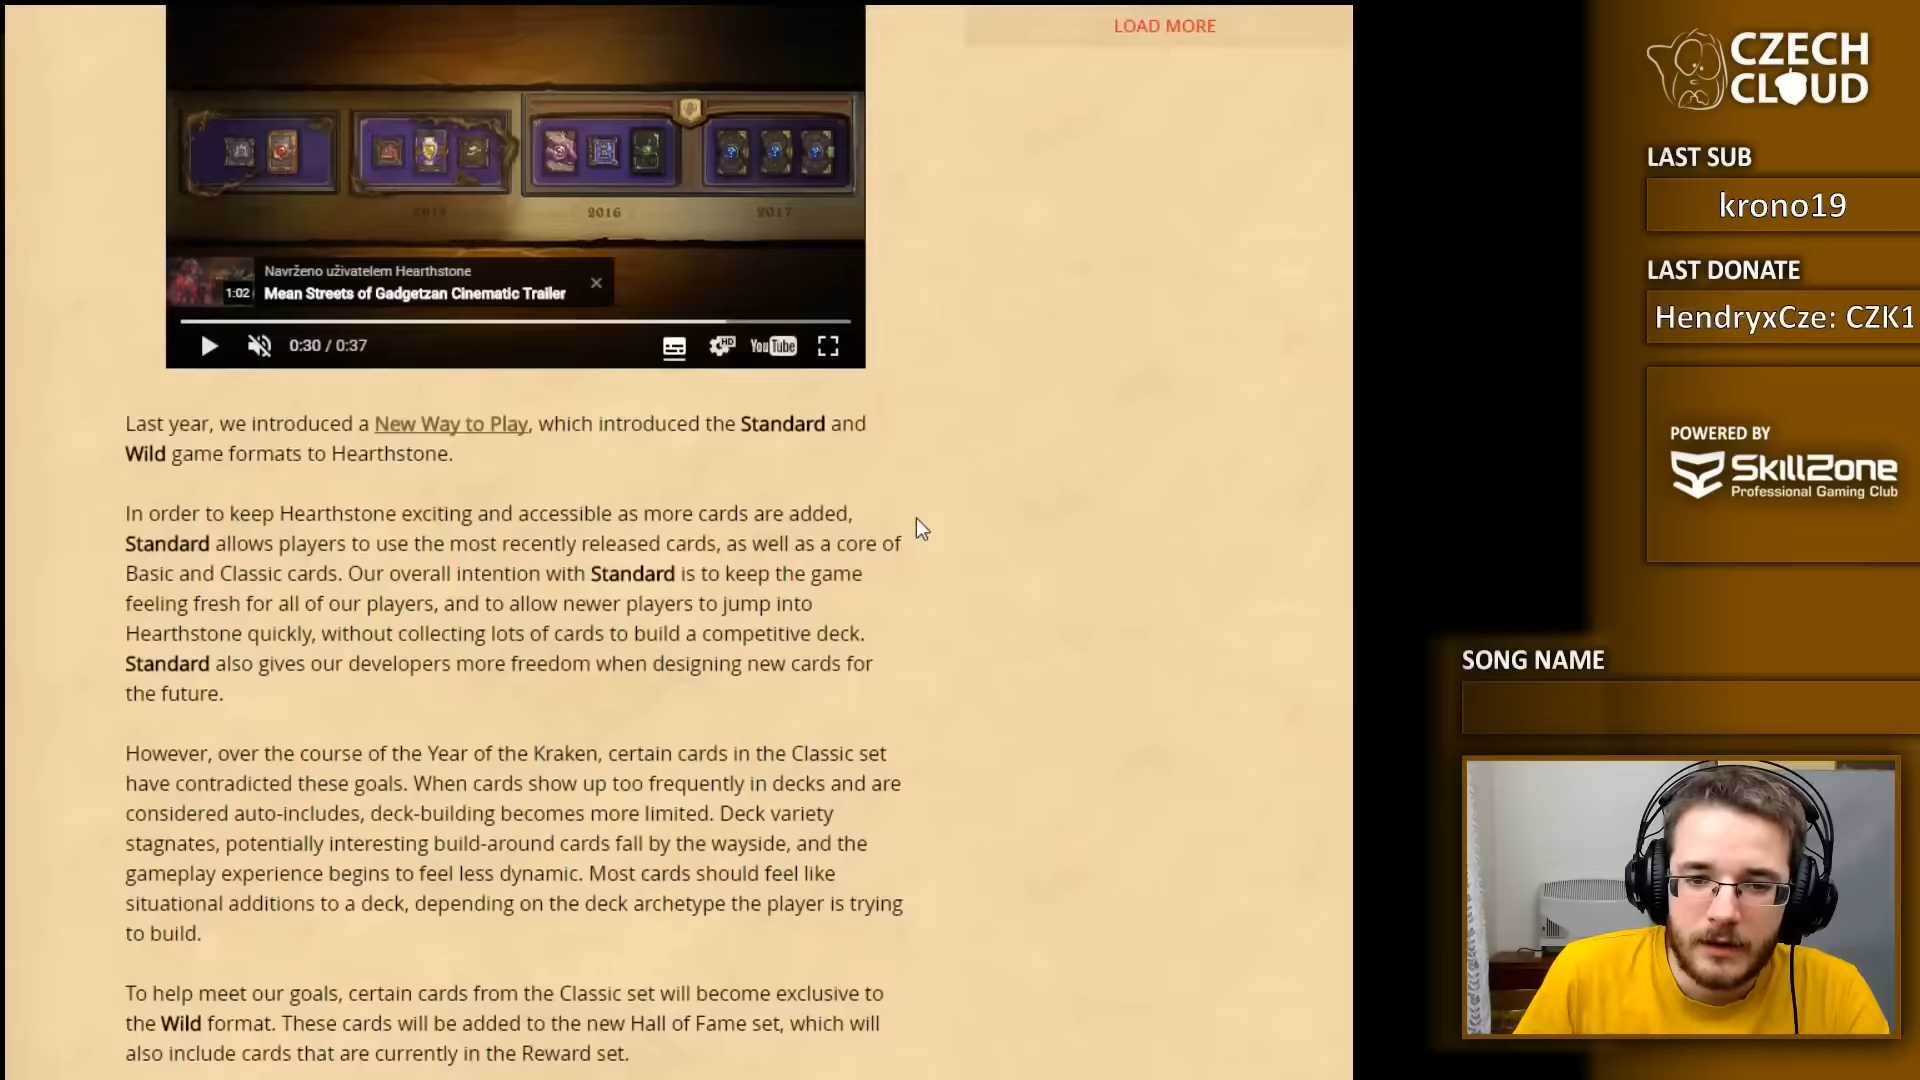 LOAD MORE
2016
2017
Navrženo uživatelem Hearthstone
1:02
Mean Streets of Gadgetzan Cinematic Trailer
0:30 / 0:37
HD
YouTube
Last year, we introduced a New Way to Play, which introduced the Standard and
Wild game formats to Hearthstone.
In order to keep Hearthstone exciting and accessible as more cards are added,
Standard allows players to use the most recently released cards, as well as a core of
Basic and Classic cards. Our overall intention with Standard is to keep the game
feeling fresh for all of our players, and to allow newer players to jump into
Hearthstone quickly, without collecting lots of cards to build a competitive deck.
Standard also gives our developers more freedom when designing new cards for
the future.
However, over the course of the Year of the Kraken, certain cards in the Classic set
have contradicted these goals. When cards show up too frequently in decks and are
considered auto-includes, deck-building becomes more limited. Deck variety
stagnates, potentially interesting build-around cards fall by the wayside, and the
gameplay experience begins to feel less dynamic. Most cards should feel like
situational additions to a deck, depending on the deck archetype the player is trying
to build.
To help meet our goals, certain cards from the Classic set will become exclusive to
the Wild format. These cards will be added to the new Hall of Fame set, which will
also include cards that are currently in the Reward set.
CZECH
CLOUD
LAST SUB
krono19
LAST DONATE
HendryxCze: CZK1
POWERED BY
SkillZone
Professional Gaming Club
SONG NAME